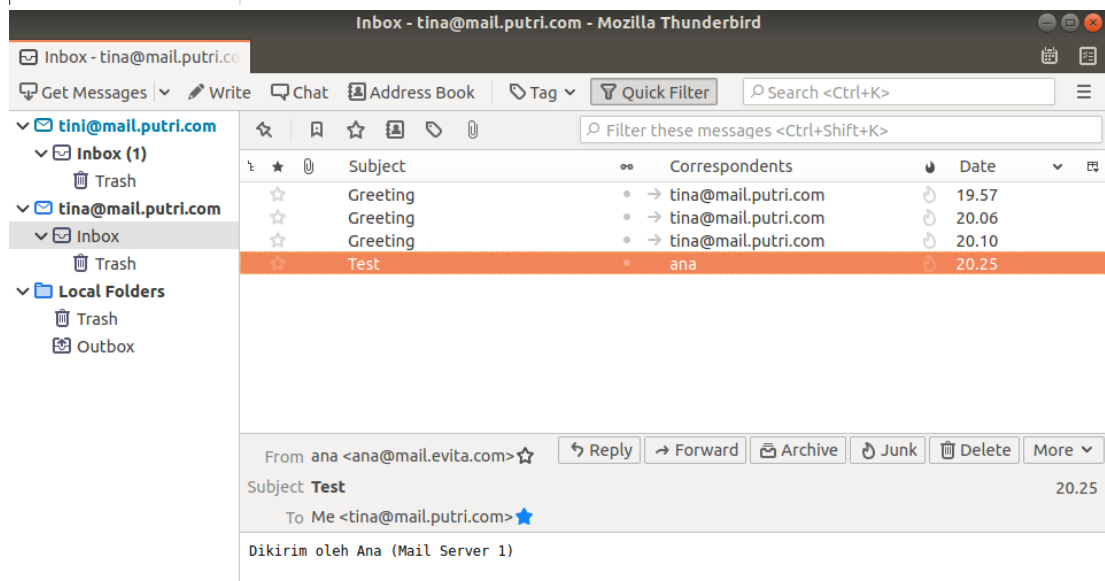 Inbox - tina@mail.putri.com - Mozilla Thunderbird
Inbox - tina@mail.putri.co
Get Messages Write Chat Address Book Tag Quick Filter Search <Ctrl+K>
tini@mail.putri.com
Inbox (1)
Trash
tina@mail.putri.com
Inbox
Trash
Local Folders
Trash
Outbox
Filter these messages <Ctrl+Shift+K>
Subject Correspondents Date
Greeting → tina@mail.putri.com 19.57
Greeting → tina@mail.putri.com 20.06
Greeting → tina@mail.putri.com 20.10
Test ana 20.25
From ana <ana@mail.evita.com> Reply Forward Archive Junk Delete More
Subject Test 20.25
To Me <tina@mail.putri.com>
Dikirim oleh Ana (Mail Server 1)